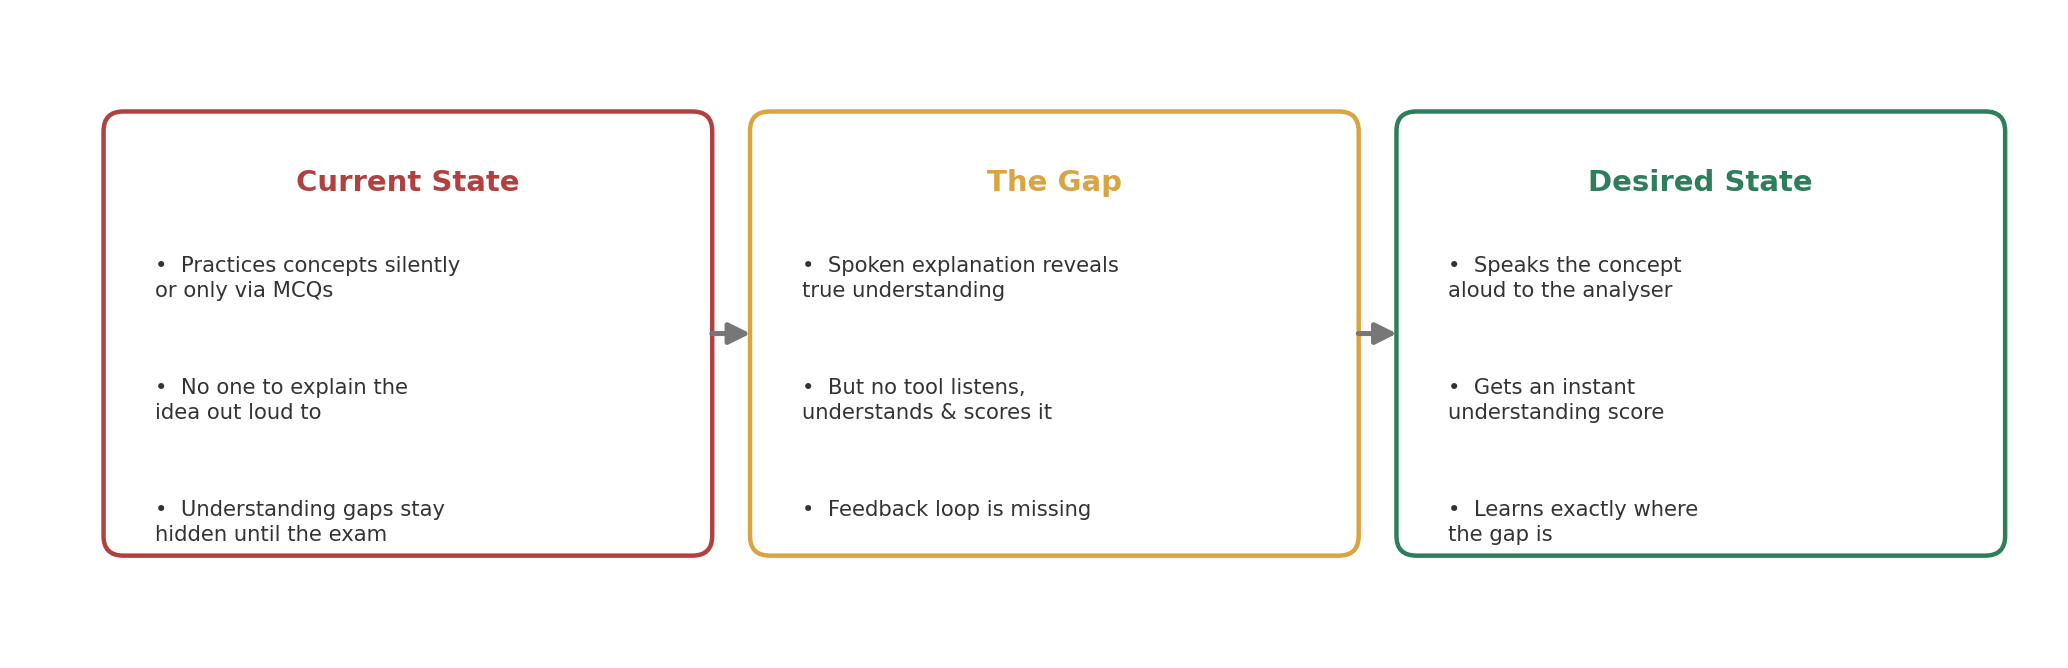 Current State
• Practices concepts silently
or only via MCQs
• No one to explain the
idea out loud to
• Understanding gaps stay
hidden until the exam
The Gap
• Spoken explanation reveals
true understanding
• But no tool listens,
understands & scores it
• Feedback loop is missing
Desired State
• Speaks the concept
aloud to the analyser
• Gets an instant
understanding score
• Learns exactly where
the gap is